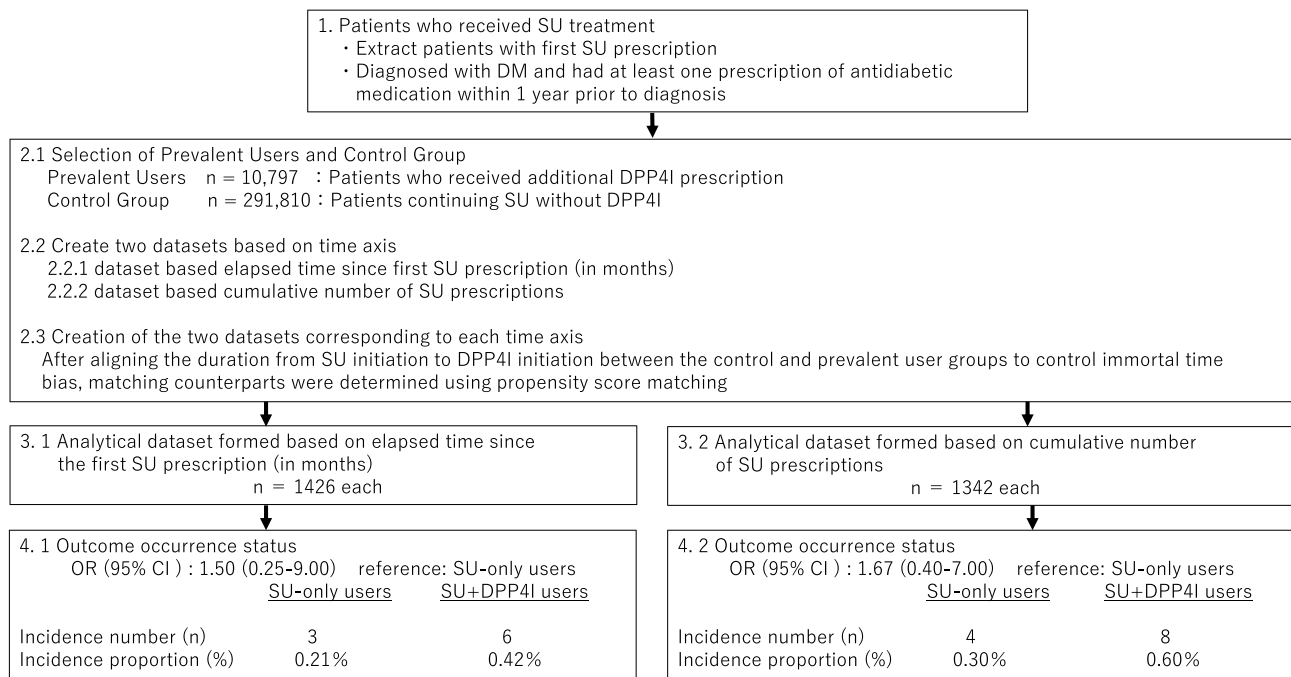 1. Patients who received SU treatment
・Extract patients with first SU prescription
・Diagnosed with DM and had at least one prescription of antidiabetic
medication within 1 year prior to diagnosis
2.1 Selection of Prevalent Users and Control Group
Prevalent Users n = 10,797 ：Patients who received additional DPP4I prescription
Control Group n = 291,810：Patients continuing SU without DPP4I
2.2 Create two datasets based on time axis
2.2.1 dataset based elapsed time since first SU prescription (in months)
2.2.2 dataset based cumulative number of SU prescriptions
2.3 Creation of the two datasets corresponding to each time axis
After aligning the duration from SU initiation to DPP4I initiation between the control and prevalent user groups to control immortal time
bias, matching counterparts were determined using propensity score matching
3. 1 Analytical dataset formed based on elapsed time since
the first SU prescription (in months)
n = 1426 each
3. 2 Analytical dataset formed based on cumulative number
of SU prescriptions
n = 1342 each
4. 1 Outcome occurrence status
OR (95% CI ) : 1.50 (0.25-9.00) reference: SU-only users
SU-only users SU+DPP4I users
Incidence number (n) 3 6
Incidence proportion (%) 0.21% 0.42%
4. 2 Outcome occurrence status
OR (95% CI ) : 1.67 (0.40-7.00) reference: SU-only users
SU-only users SU+DPP4I users
Incidence number (n) 4 8
Incidence proportion (%) 0.30% 0.60%